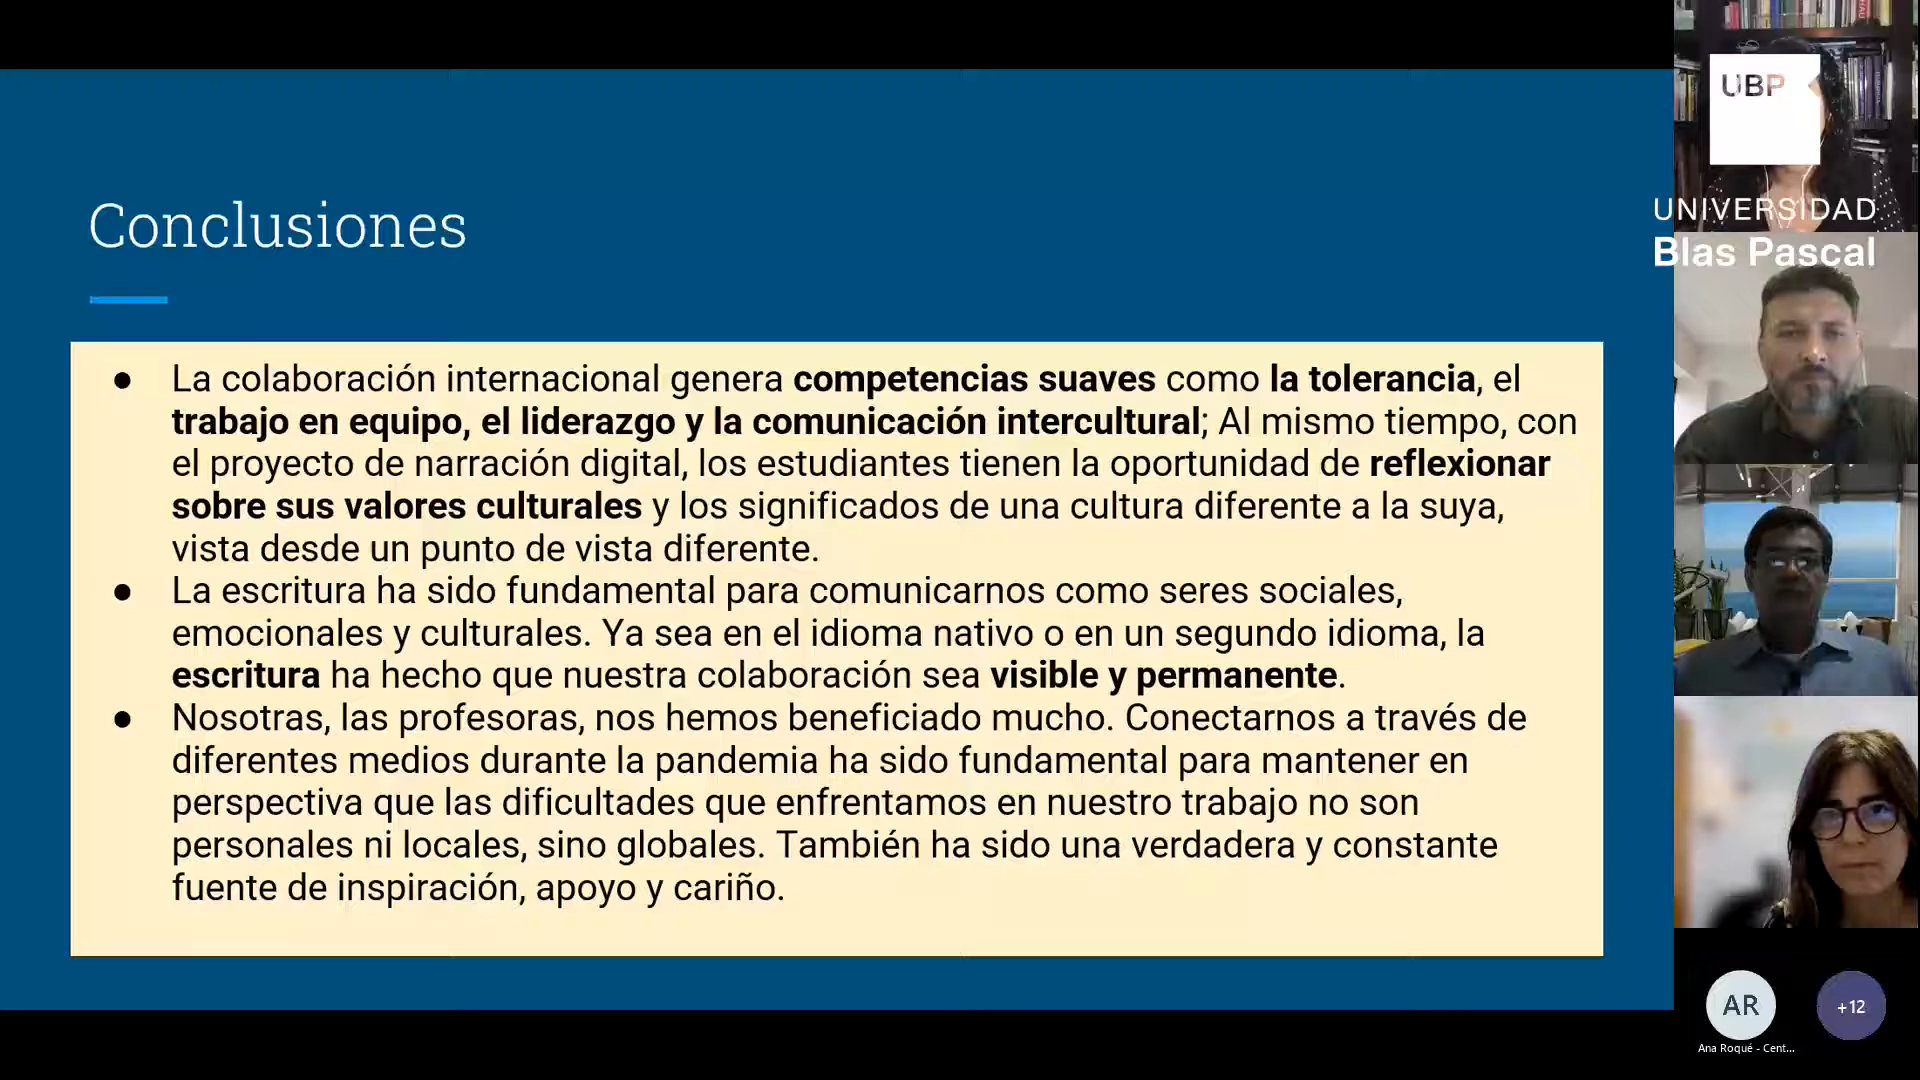 Conclusiones
● La colaboración internacional genera competencias suaves como la tolerancia, el
trabajo en equipo, el liderazgo y la comunicación intercultural; Al mismo tiempo, con
el proyecto de narración digital, los estudiantes tienen la oportunidad de reflexionar
sobre sus valores culturales y los significados de una cultura diferente a la suya,
vista desde un punto de vista diferente.
● La escritura ha sido fundamental para comunicarnos como seres sociales,
emocionales y culturales. Ya sea en el idioma nativo o en un segundo idioma, la
escritura ha hecho que nuestra colaboración sea visible y permanente.
● Nosotras, las profesoras, nos hemos beneficiado mucho. Conectarnos a través de
diferentes medios durante la pandemia ha sido fundamental para mantener en
perspectiva que las dificultades que enfrentamos en nuestro trabajo no son
personales ni locales, sino globales. También ha sido una verdadera y constante
fuente de inspiración, apoyo y cariño.
UBP
UNIVERSIDAD
Blas Pascal
AR
+12
Ana Roqué - Cent...